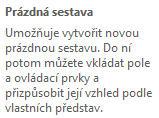 Prázdná sestava
Umožňuje vytvořit novou
prázdnou sestavu. Do ní
potom můžete vkládat pole
a ovládací prvky a
přizpůsobit její vzhled podle
vlastních představ.